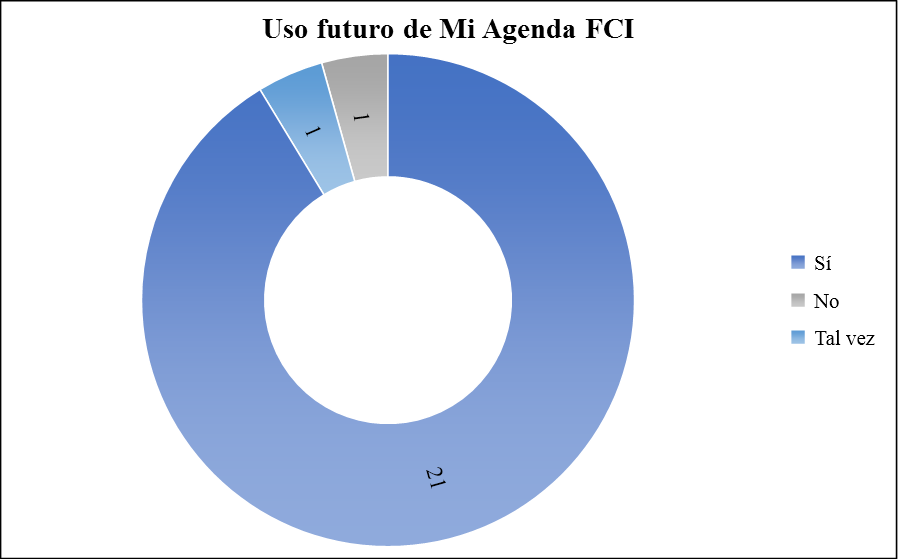 Uso futuro de Mi Agenda FCI
1
1
21
Sí
No
Tal vez